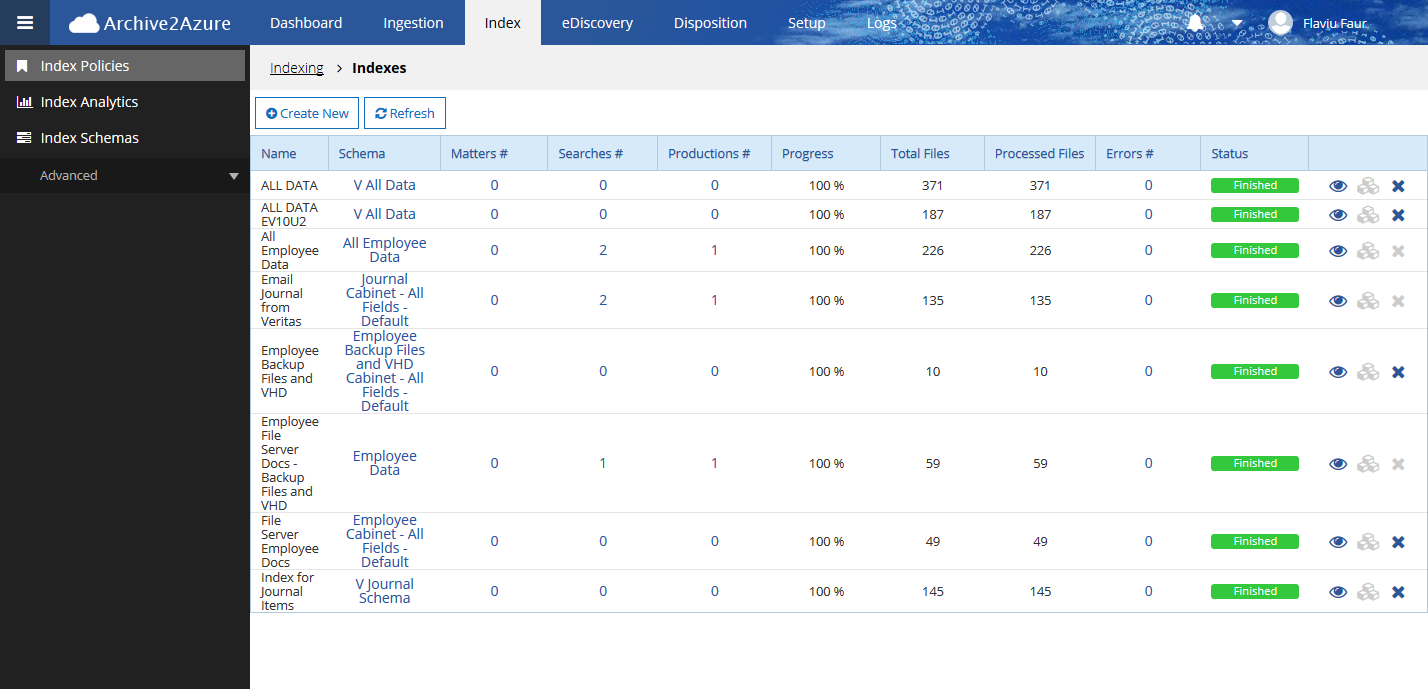 Archive2Azure Dashboard Ingestion Index eDiscovery Disposition Setup Logs Flaviu Faur
Index Policies
Index Analytics
Index Schemas
Advanced
Indexing > Indexes
Create New Refresh
Name Schema Matters # Searches # Productions # Progress Total Files Processed Files Errors # Status
ALL DATA V All Data 0 0 0 100 % 371 371 0 Finished
ALL DATA
EV10U2
V All Data 0 0 0 100 % 187 187 0 Finished
All
Employee
Data
All Employee
Data
0 2 1 100 % 226 226 0 Finished
Email
Journal
from
Veritas
Journal
Cabinet - All
Fields -
Default
0 2 1 100 % 135 135 0 Finished
Employee
Backup
Files and
VHD
Employee
Backup Files
and VHD
Cabinet - All
Fields -
Default
0 0 0 100 % 10 10 0 Finished
Employee
File
Server
Docs -
Backup
Files and
VHD
Employee
Data
0 1 1 100 % 59 59 0 Finished
File
Server
Employee
Docs
Employee
Cabinet - All
Fields -
Default
0 0 0 100 % 49 49 0 Finished
Index for
Journal
Items
V Journal
Schema
0 0 0 100 % 145 145 0 Finished